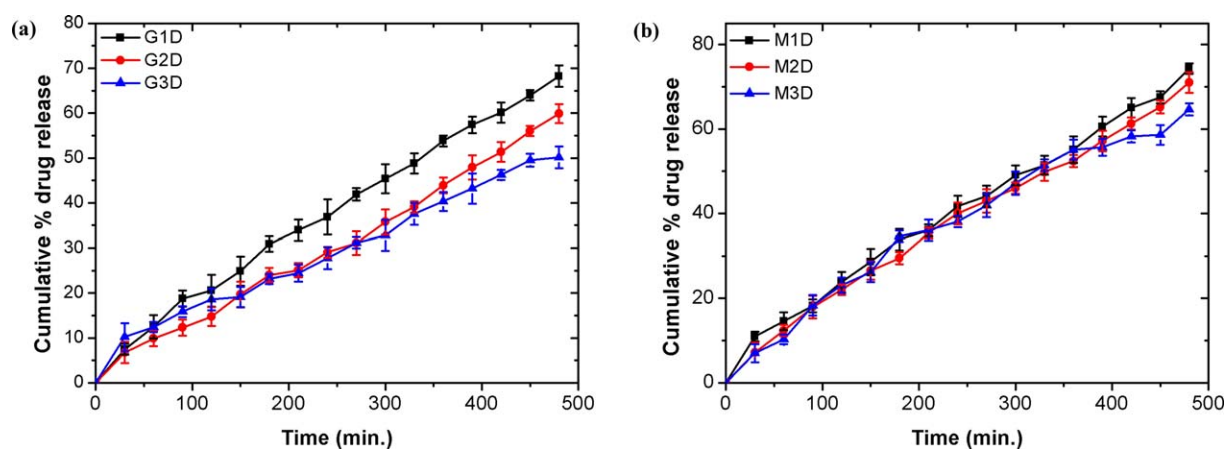 (a)
G1D
G2D
G3D
Cumulative % drug release
80
70
60
50
40
30
20
10
0
0 100 200 300 400 500
Time (min.)
(b)
M1D
M2D
M3D
Cumulative % drug release
80
60
40
20
0
0 100 200 300 400 500
Time (min.)